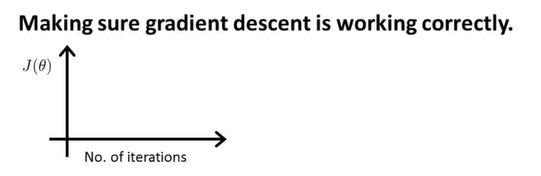 Making sure gradient descent is working correctly.
J(θ)
No. of iterations